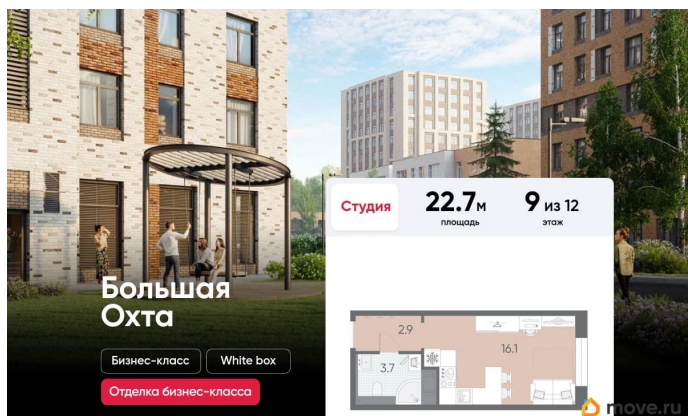 Студия
22.7м
площадь
9 из 12
этаж
Большая
Охта
Бизнес-класс
White box
Отделка бизнес-класса
2.9
3.7
16.1
move.ru